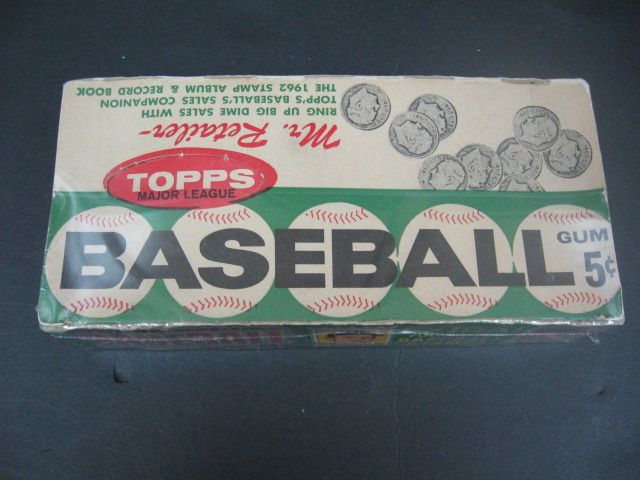 Mr. Retailer-
RING UP BIG DIME SALES WITH
TOPP'S BASEBALL'S SALES COMPANION
THE 1962 STAMP ALBUM & RECORD BOOK
TOPPS
MAJOR LEAGUE
BASEBALL
GUM
5¢